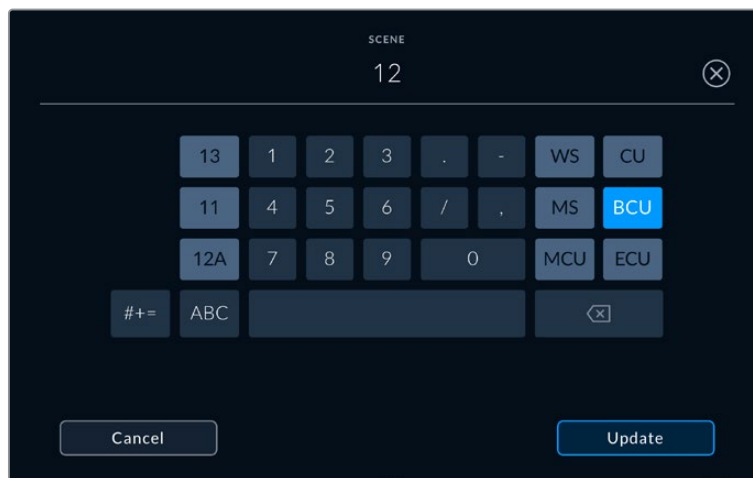 SCENE
12
13 1 2 3 . - WS CU
11 4 5 6 / , MS BCU
12A 7 8 9 0 MCU ECU
#+= ABC
Cancel Update